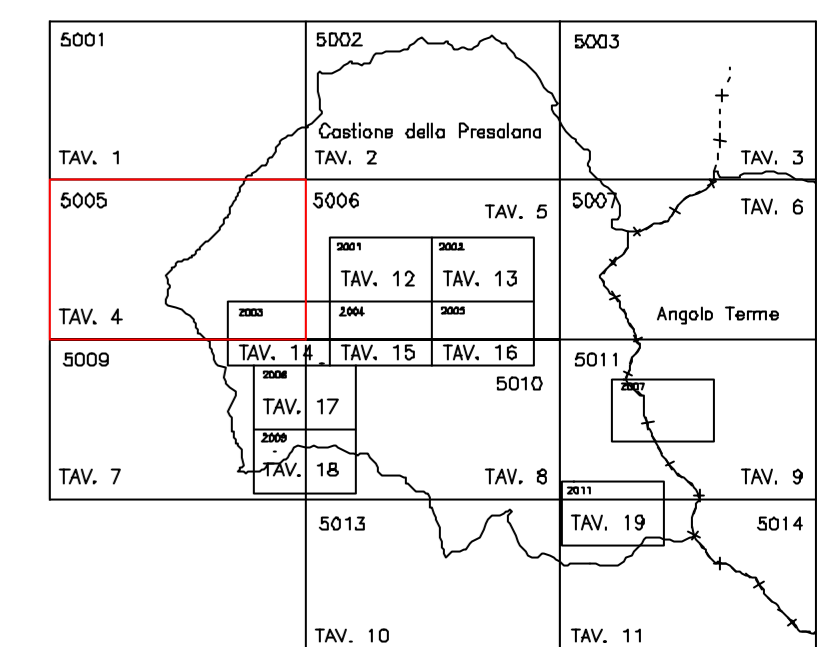 5001
5002
5003
Castione della Presolana
TAV. 1
TAV. 2
TAV. 3
5005
5006
5007
TAV. 5
TAV. 6
2001
2002
TAV. 12
TAV. 13
TAV. 4
2003
2004
2005
Angolo Terme
TAV. 14
TAV. 15
TAV. 16
5009
5010
5011
2007
TAV. 17
2009
TAV. 18
TAV. 7
TAV. 8
TAV. 9
2011
TAV. 19
5013
5014
TAV. 10
TAV. 11